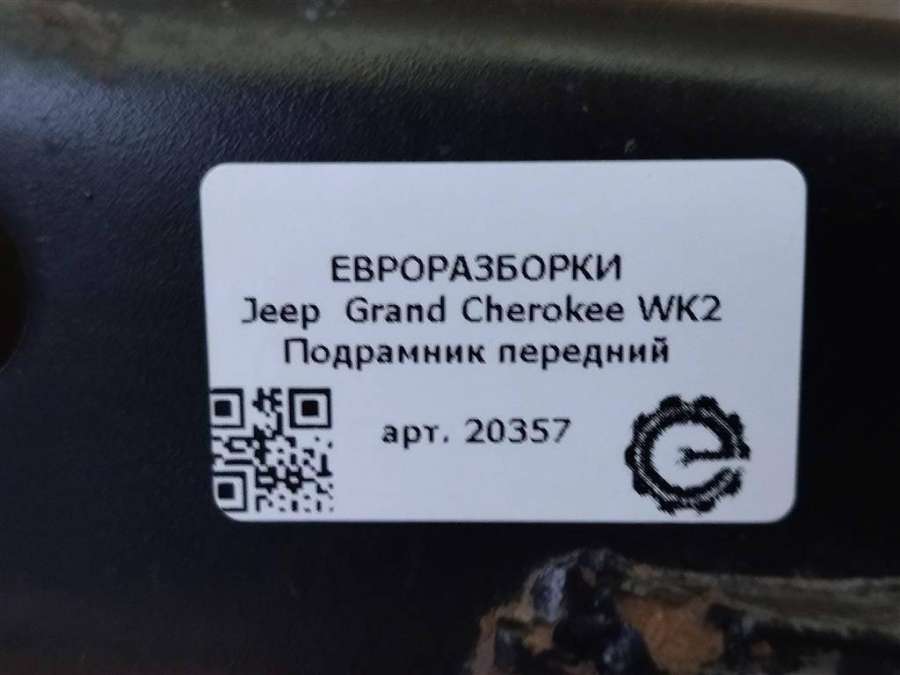 ЕВРОРАЗБОРКИ
Jeep Grand Cherokee WK2
Подрамник передний
арт. 20357